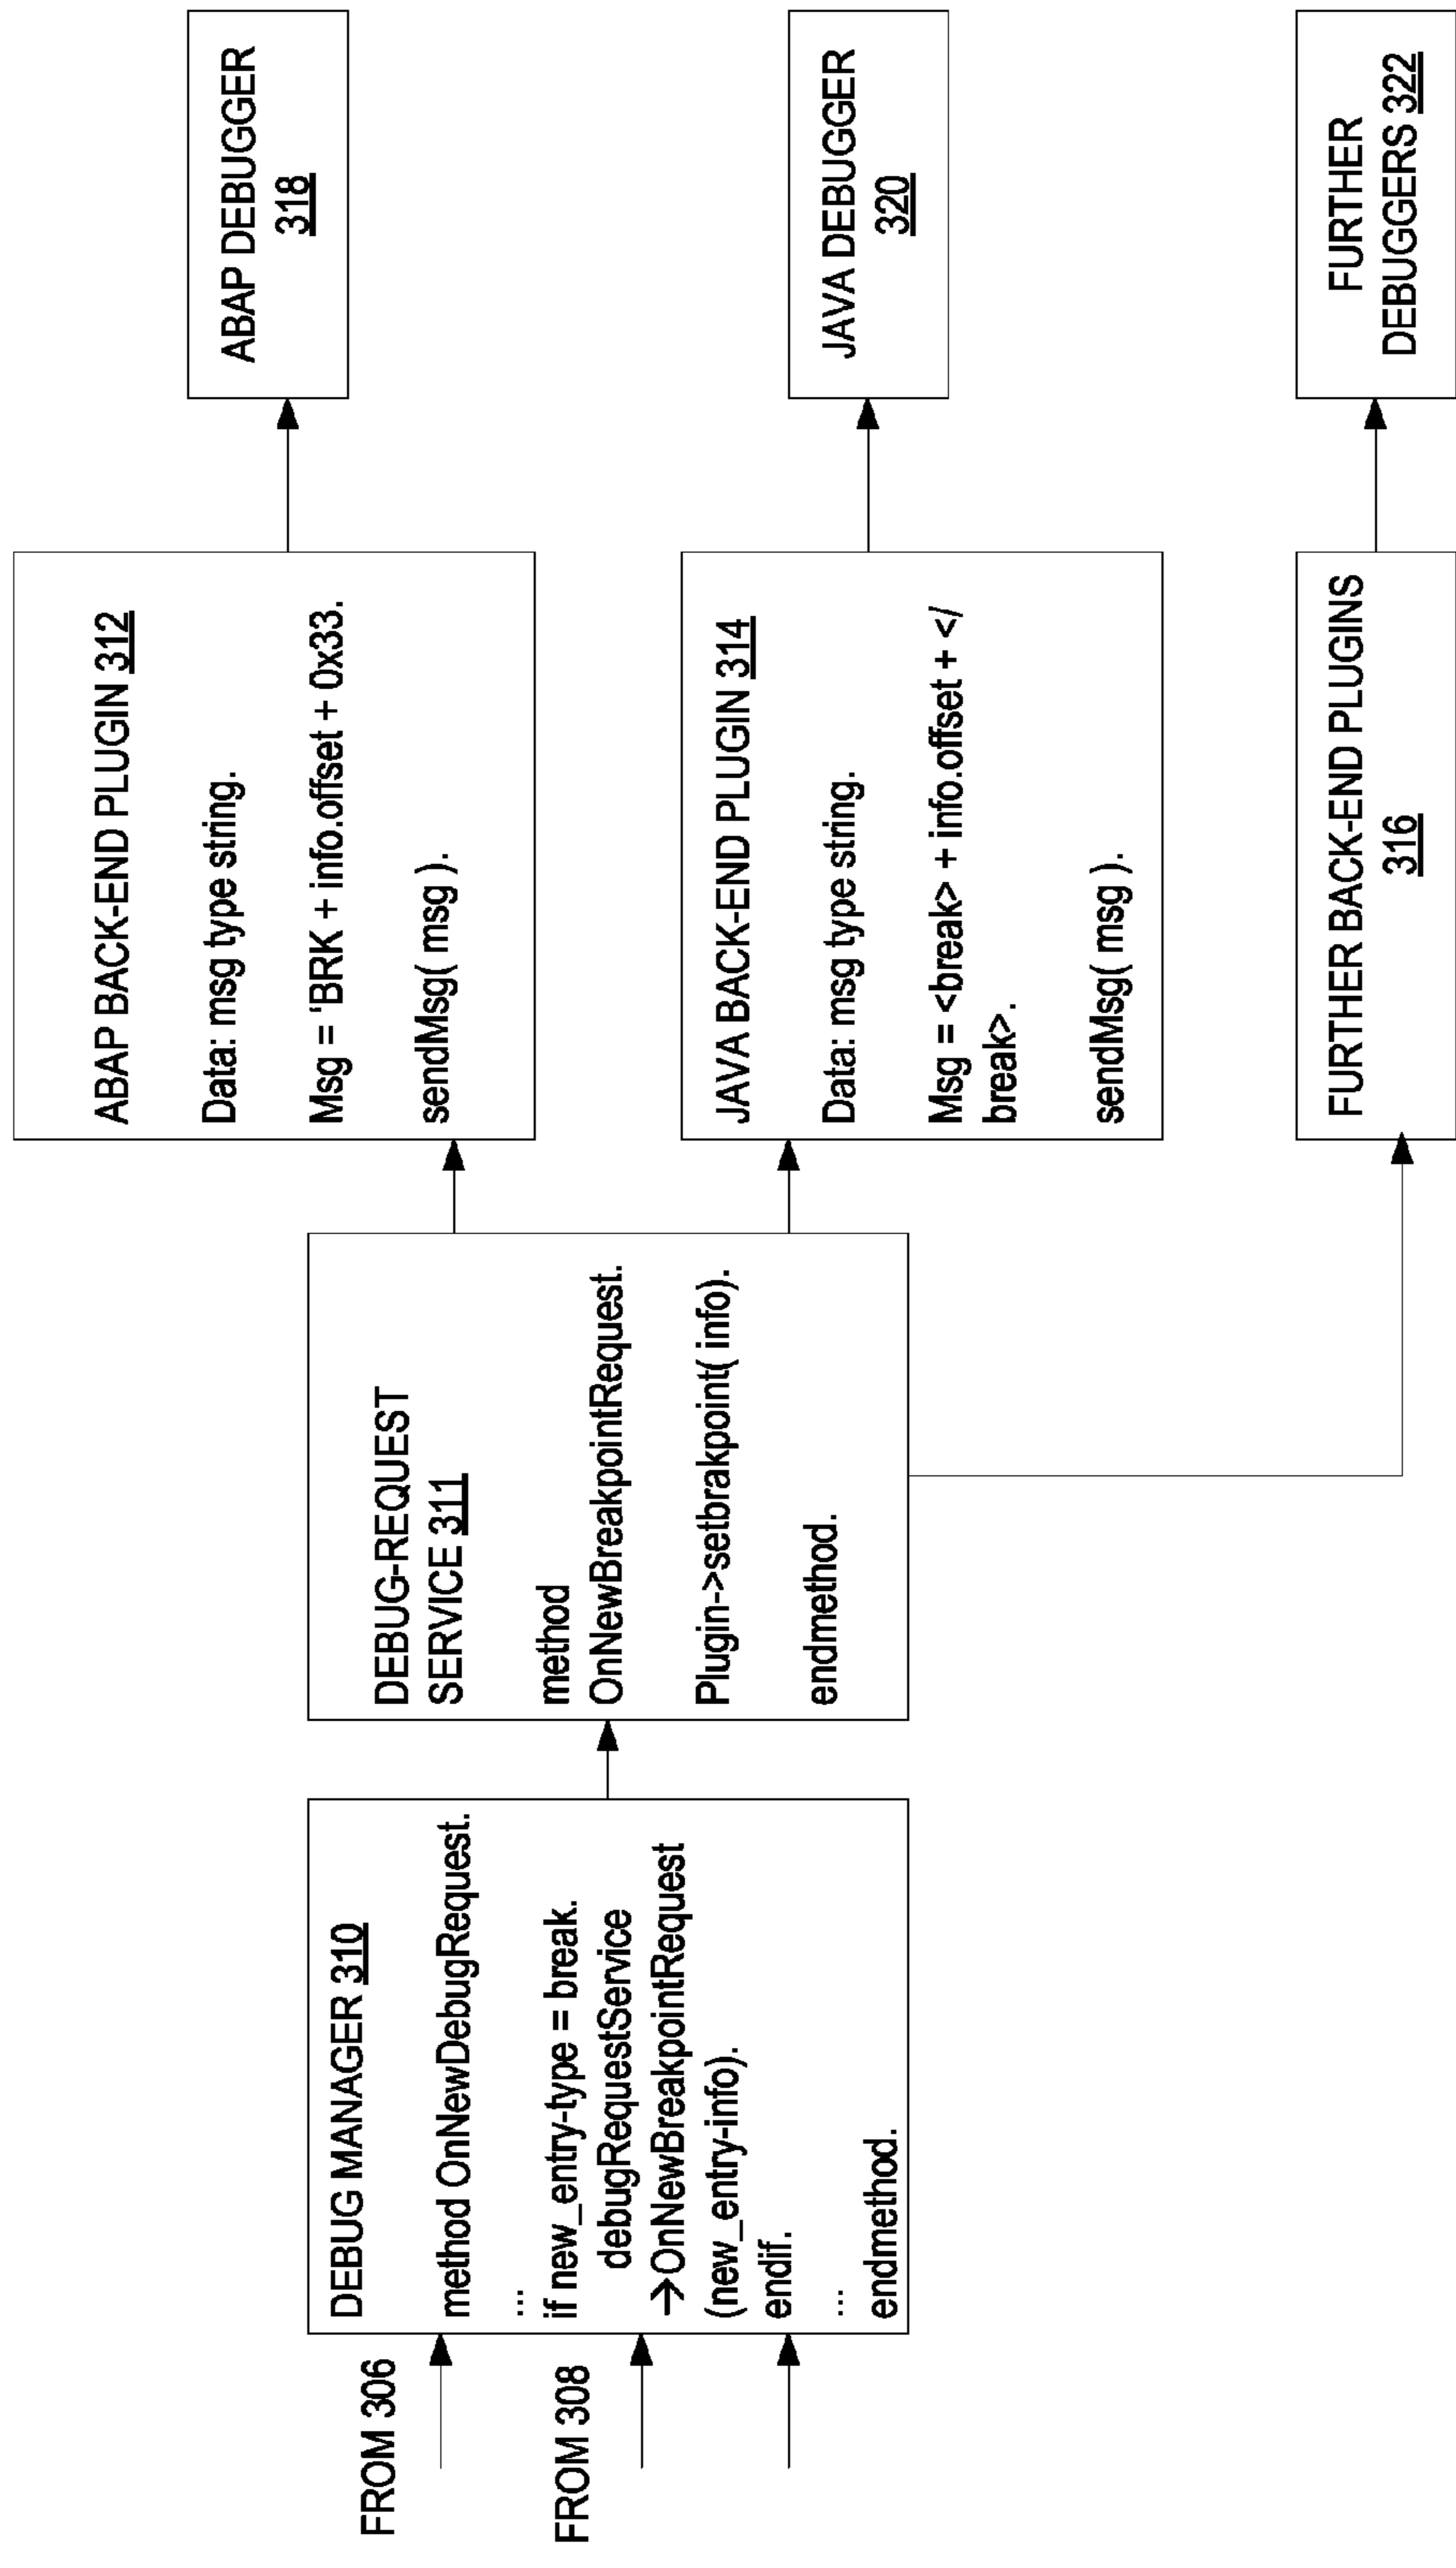 FROM 306
FROM 308
DEBUG MANAGER 310
method OnNewDebugRequest.
...
if new_entry-type = break.
debugRequestService
→OnNewBreakpointRequest
(new_entry-info).
endif.
...
endmethod.
DEBUG-REQUEST
SERVICE 311
method
OnNewBreakpointRequest.
Plugin->setbrakpoint( info).
endmethod.
ABAP BACK-END PLUGIN 312
Data: msg type string.
Msg = ‘BRK + info.offset + 0x33.
sendMsg( msg ).
JAVA BACK-END PLUGIN 314
Data: msg type string.
Msg = <break> + info.offset + </
break>.
sendMsg( msg ).
FURTHER BACK-END PLUGINS
316
ABAP DEBUGGER
318
JAVA DEBUGGER
320
FURTHER
DEBUGGERS 322